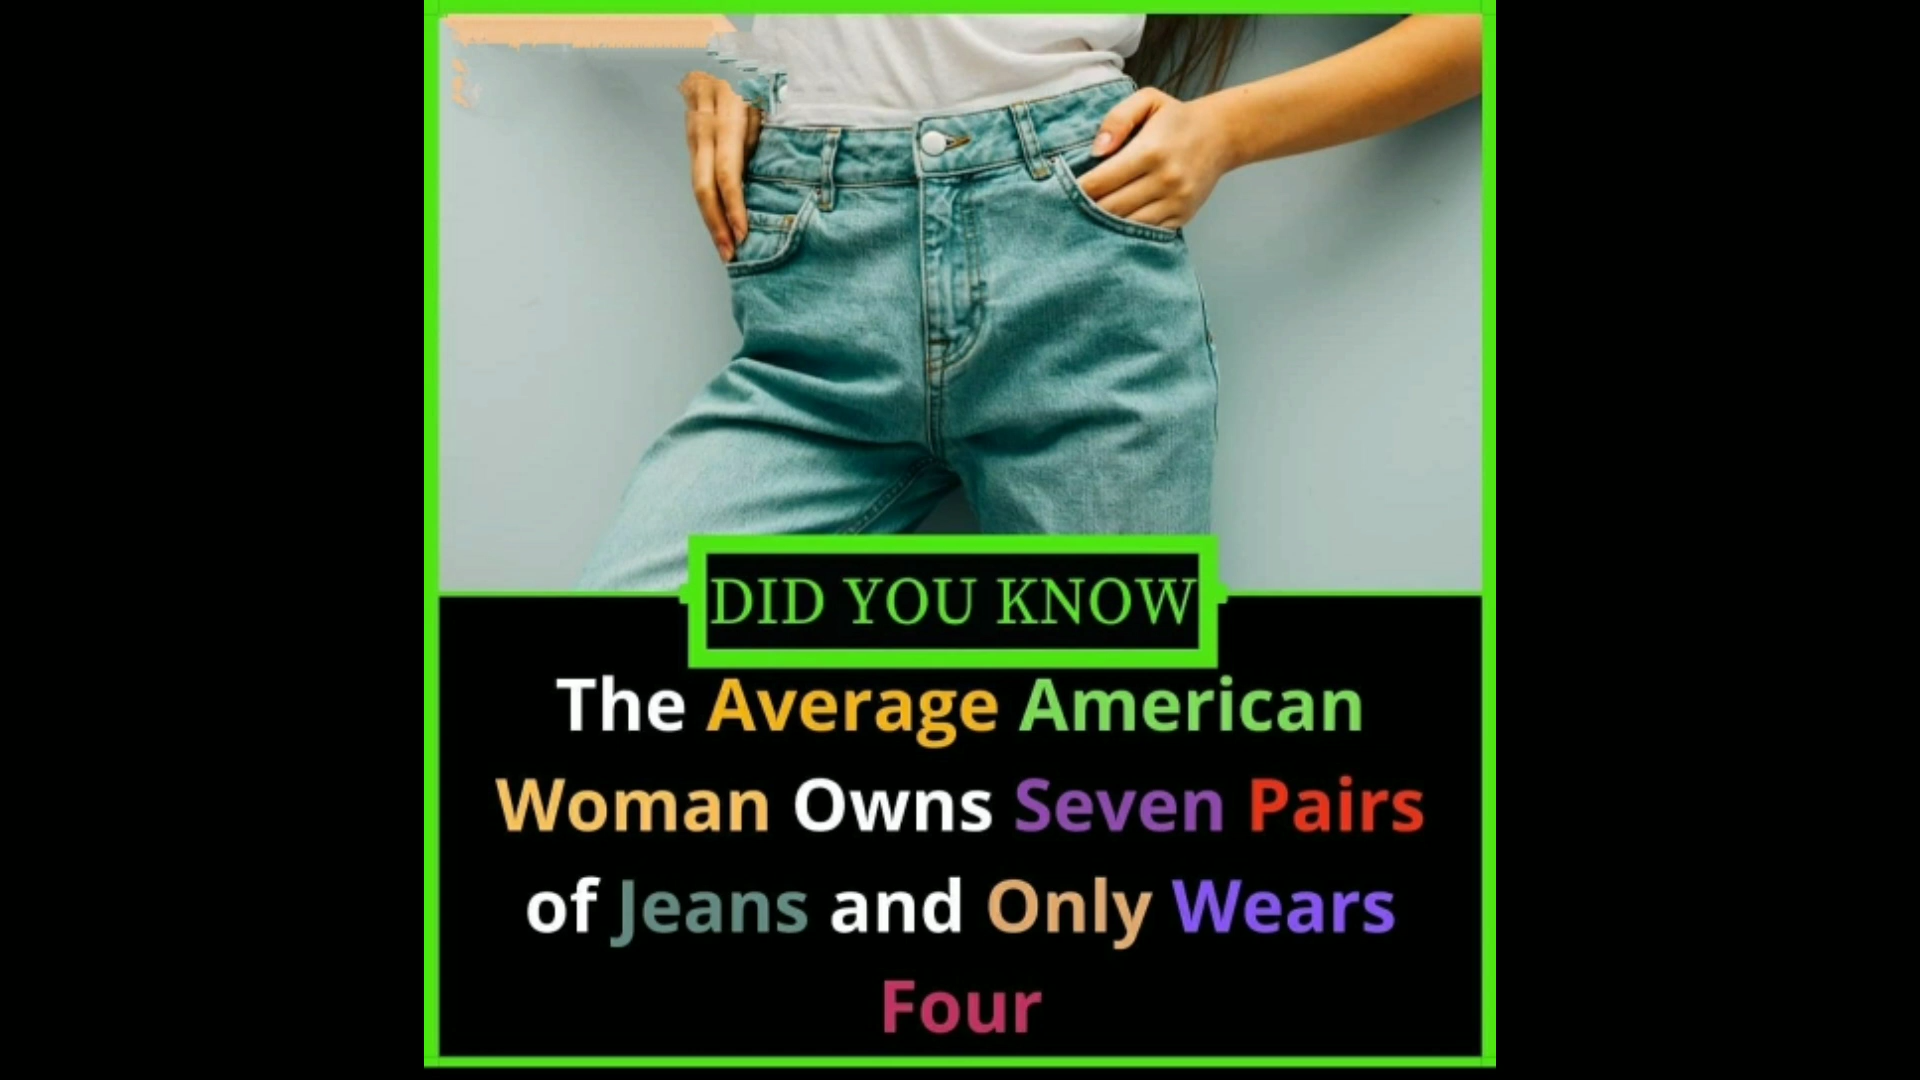 DID YOU KNOW
The Average American
Woman Owns Seven Pairs
of Jeans and Only Wears
Four